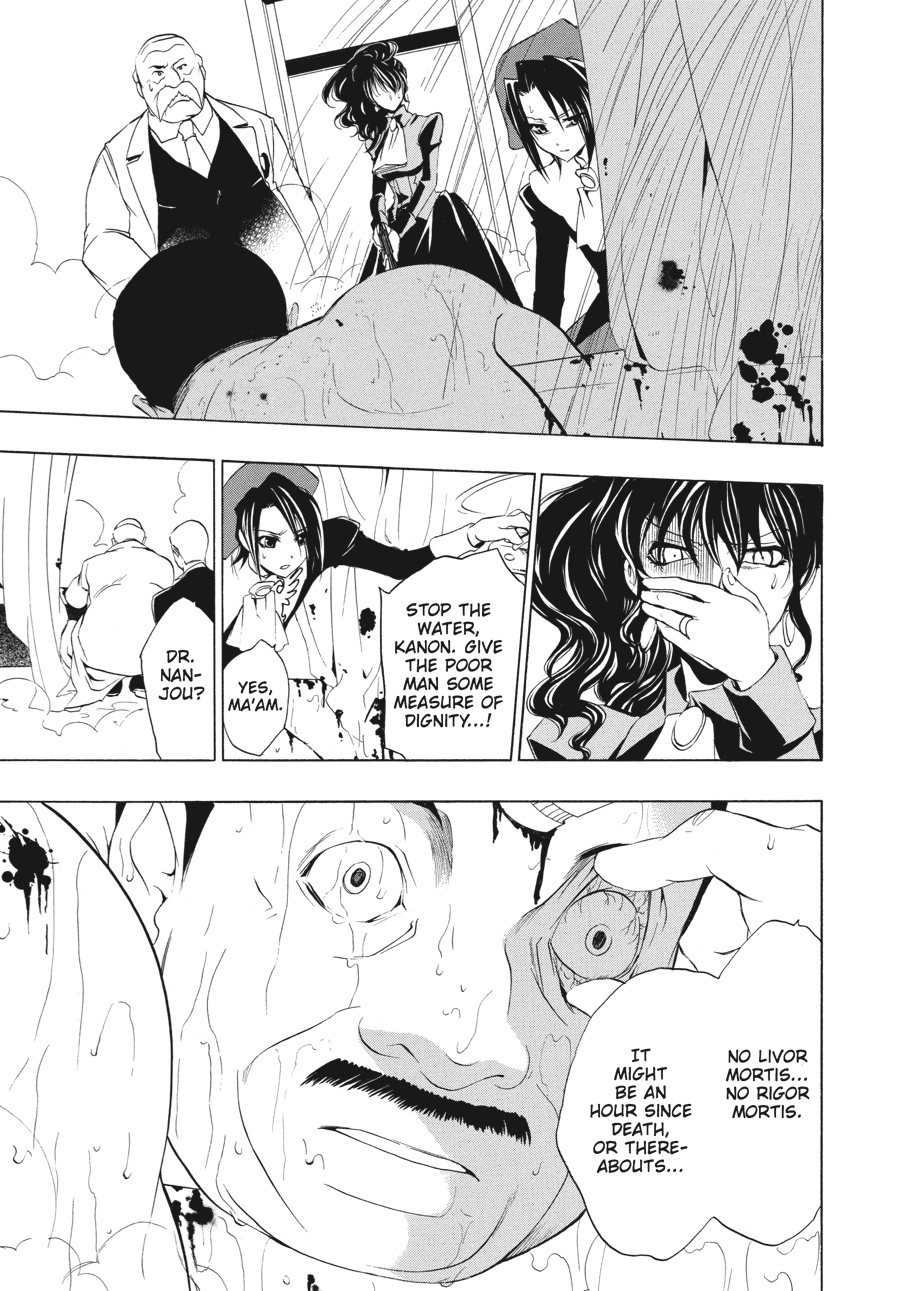 STOP THE
WATER,
KANON. GIVE
THE POOR
MAN SOME
MEASURE OF
DIGNITY...!
YES,
MA'AM.
DR.
NAN-
JOU?
NO LIVOR
MORTIS...
NO RIGOR
MORTIS.
IT
MIGHT
BE AN
HOUR SINCE
DEATH,
OR THERE-
ABOUTS...